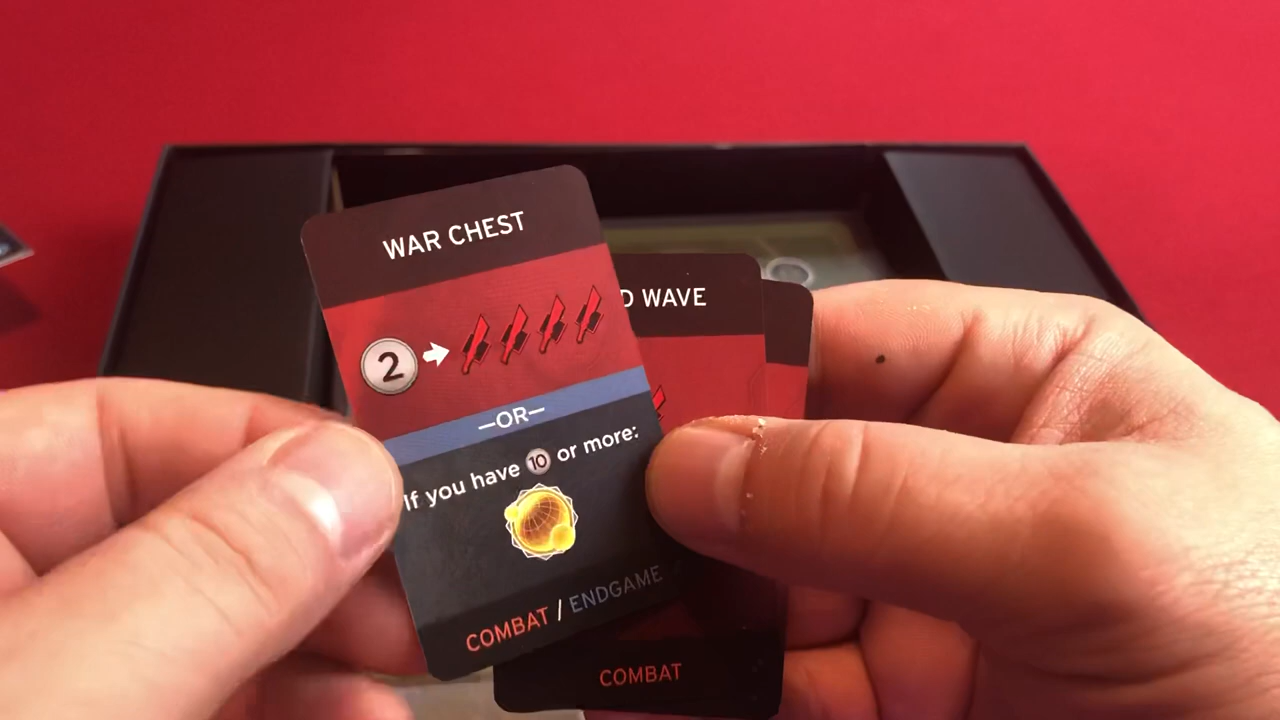 WAR CHEST
D WAVE
2
—OR—
If you have 10 or more:
COMBAT / ENDGAME
COMBAT